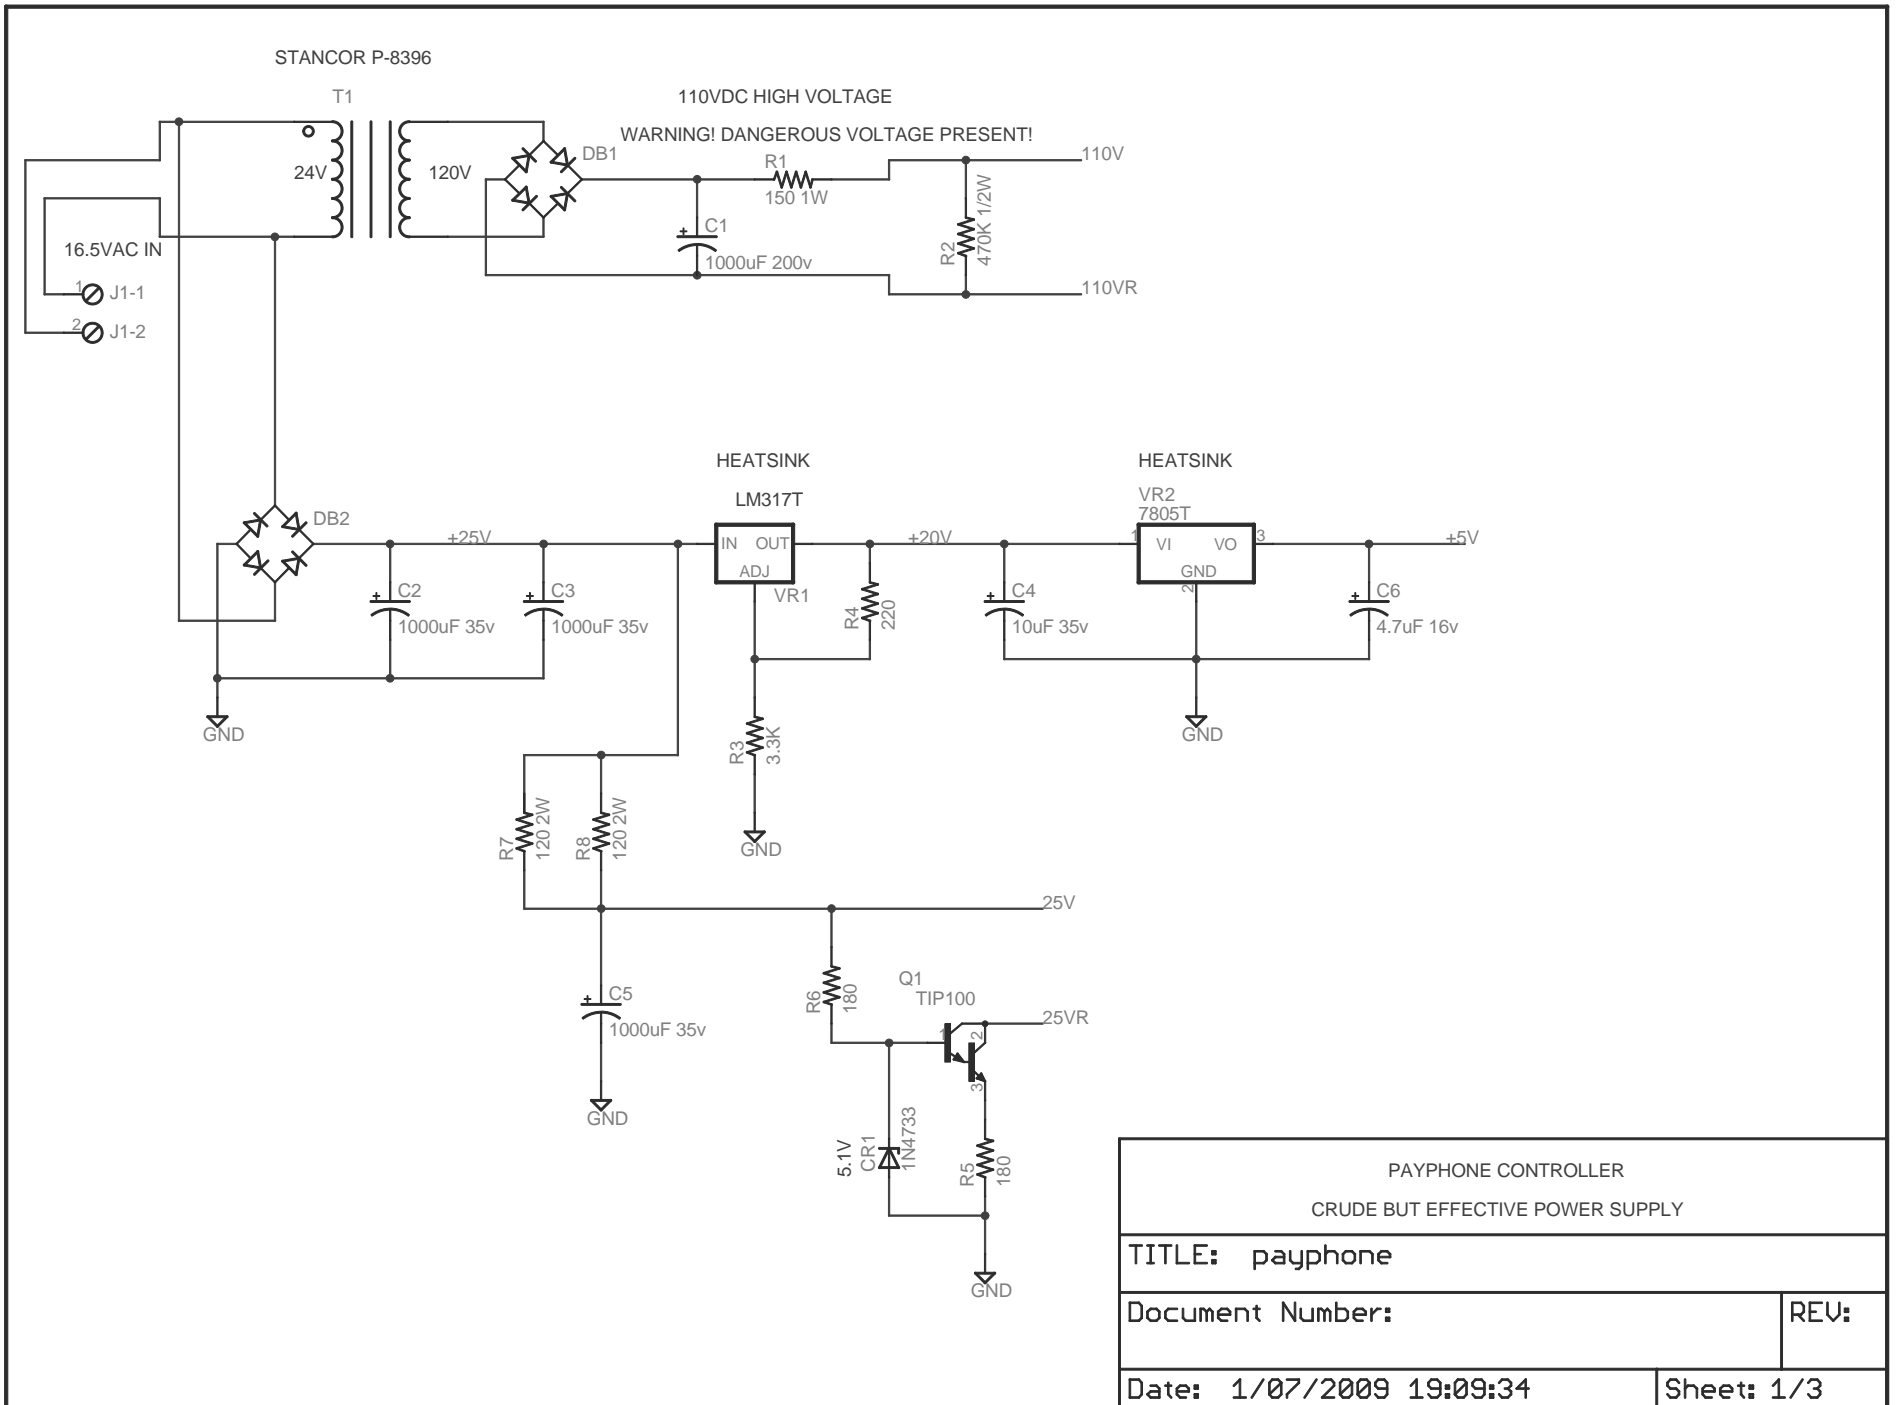 STANCOR P-8396
T1
24V
120V
110VDC HIGH VOLTAGE
WARNING! DANGEROUS VOLTAGE PRESENT!
DB1
R1
150 1W
110V
C1
1000uF 200v
R2
470K 1/2W
110VR
16.5VAC IN
1
J1-1
2
J1-2
HEATSINK
LM317T
HEATSINK
VR2
7805T
DB2
+25V
IN
OUT
ADJ
VR1
+20V
1
VI
VO
3
GND
2
+5V
C2
1000uF 35v
C3
1000uF 35v
R4
220
C4
10uF 35v
C6
4.7uF 16v
GND
R3
3.3K
GND
GND
R7
120 2W
R8
120 2W
25V
C5
1000uF 35v
GND
R6
180
Q1
TIP100
1
2
3
25VR
5.1V
CR1
1N4733
R5
180
GND
PAYPHONE CONTROLLER
CRUDE BUT EFFECTIVE POWER SUPPLY
TITLE: payphone
Document Number:
REV:
Date: 1/07/2009 19:09:34
Sheet: 1/3